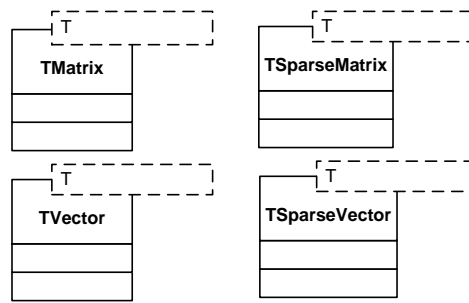 T
TMatrix
T
TSparseMatrix
T
TVector
T
TSparseVector